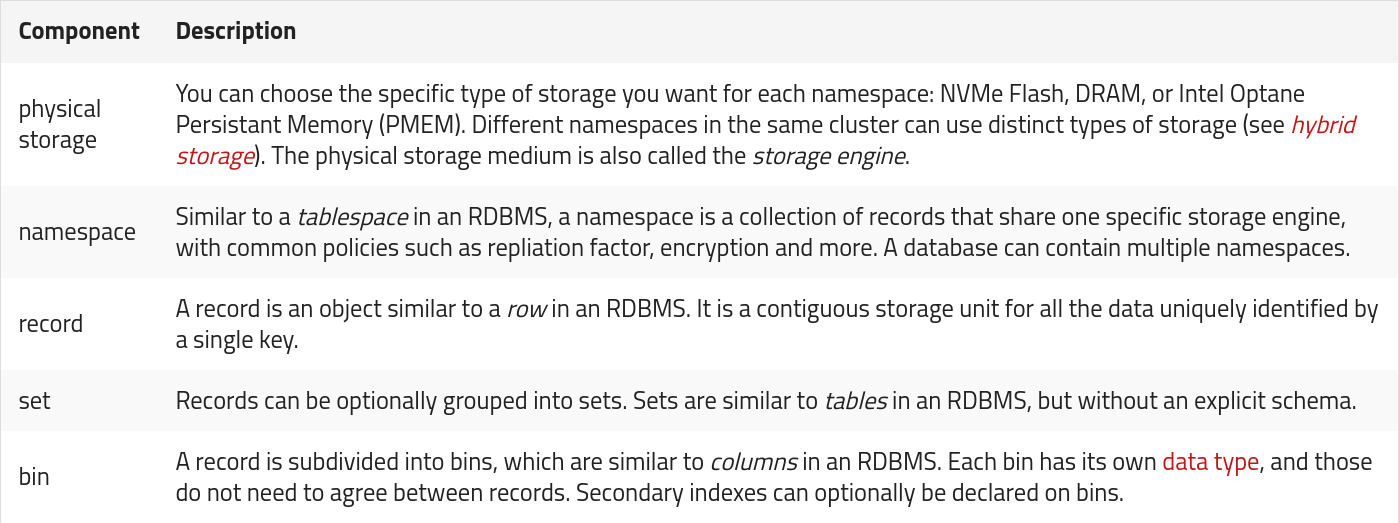 Component Description
physical storage
You can choose the specific type of storage you want for each namespace: NVMe Flash, DRAM, or Intel Optane
Persistant Memory (PMEM). Different namespaces in the same cluster can use distinct types of storage (see hybrid
storage). The physical storage medium is also called the storage engine.
namespace
Similar to a tablespace in an RDBMS, a namespace is a collection of records that share one specific storage engine,
with common policies such as repliation factor, encryption and more. A database can contain multiple namespaces.
record
A record is an object similar to a row in an RDBMS. It is a contiguous storage unit for all the data uniquely identified by
a single key.
set
Records can be optionally grouped into sets. Sets are similar to tables in an RDBMS, but without an explicit schema.
bin
A record is subdivided into bins, which are similar to columns in an RDBMS. Each bin has its own data type, and those
do not need to agree between records. Secondary indexes can optionally be declared on bins.